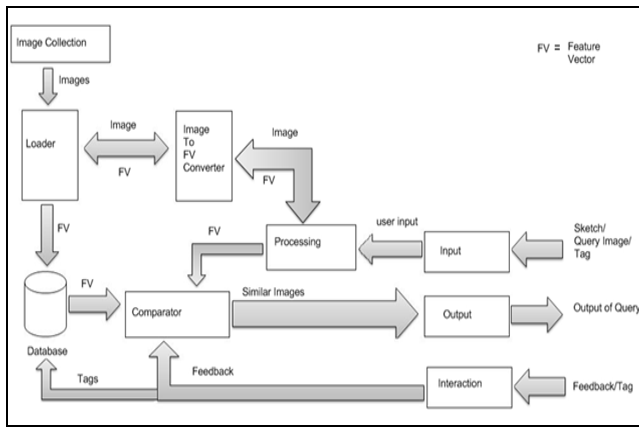 Image Collection
FV = Feature
Vector
Images
Loader
Image
FV
Image
To
FV
Converter
Image
FV
FV
FV
Processing
user input
Input
Sketch/
Query Image/
Tag
FV
Database
Comparator
Similar Images
Output
Output of Query
Tags
Feedback
Interaction
Feedback/Tag